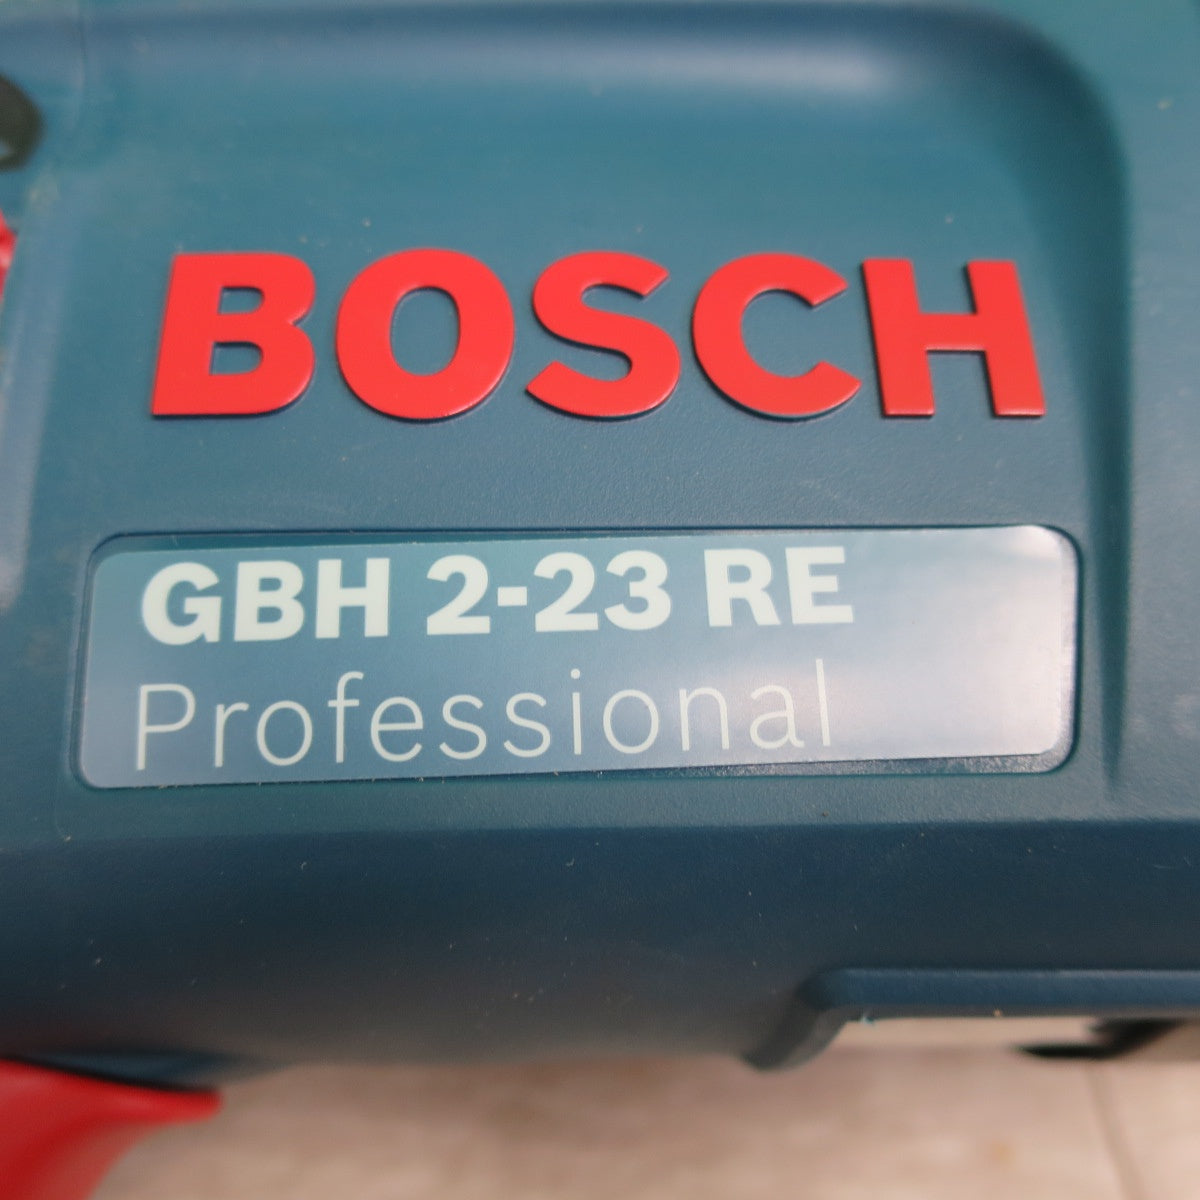 BOSCH
GBH 2-23 RE
Professional